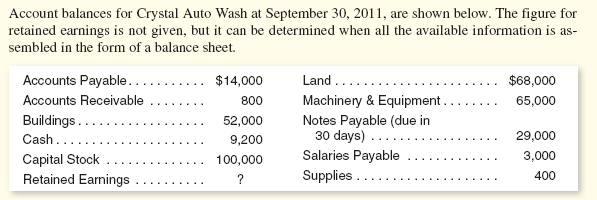 Account balances for Crystal Auto Wash at September 30, 2011, are shown below. The figure for
retained earnings is not given, but it can be determined when all the available information is as-
sembled in the form of a balance sheet.
Accounts Payable........... $14,000
Accounts Receivable ........ 800
Buildings.................. 52,000
Cash..................... 9,200
Capital Stock .............. 100,000
Retained Earnings .......... ?
Land....................... $68,000
Machinery & Equipment........ 65,000
Notes Payable (due in
30 days) .................. 29,000
Salaries Payable ............. 3,000
Supplies.................... 400